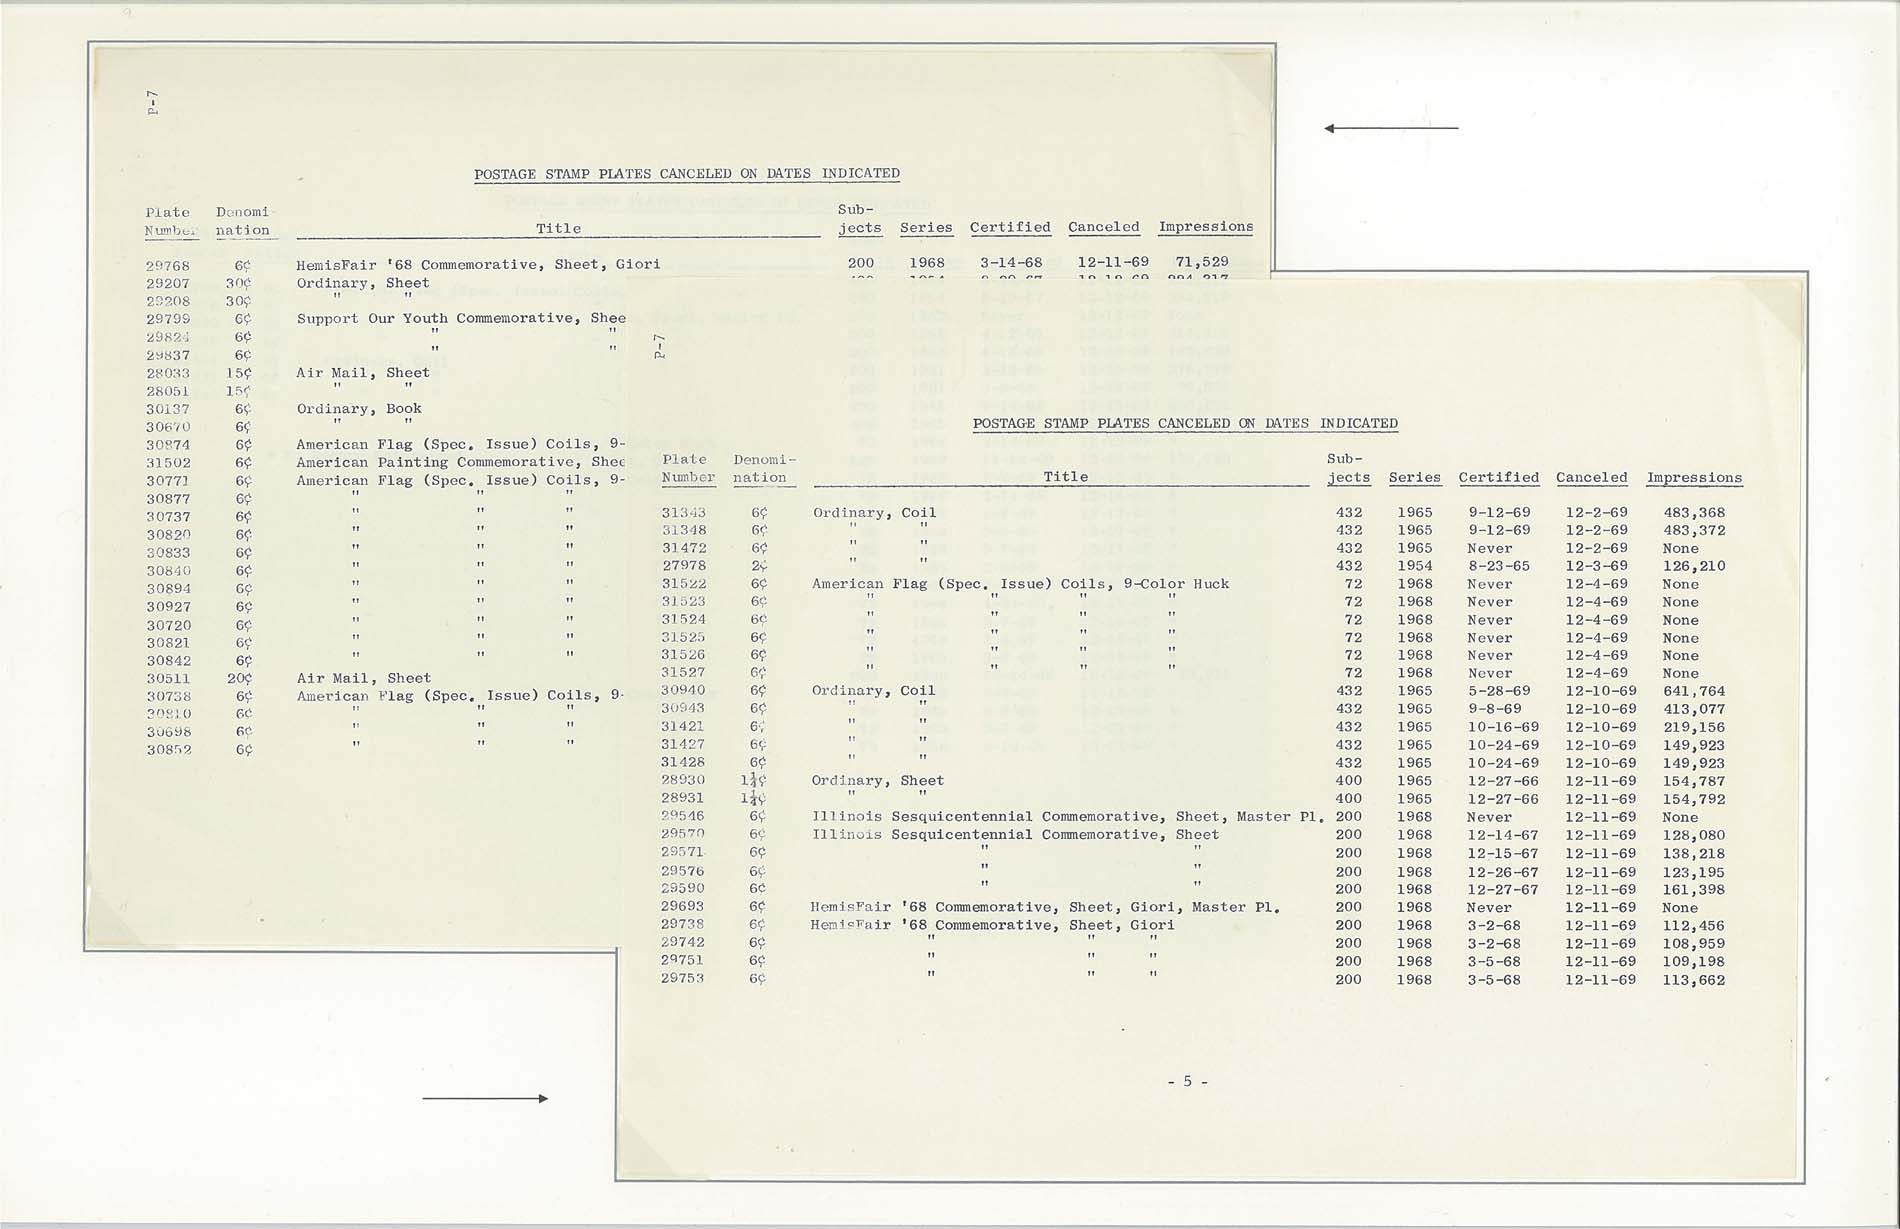 P-7
POSTAGE STAMP PLATES CANCELED ON DATES INDICATED
Plate Denomi- Sub-
Number nation Title jects Series Certified Canceled Impressions
29768 6¢ HemisFair '68 Commemorative, Sheet, Giori 200 1968 3-14-68 12-11-69 71,529
29207 30¢ Ordinary, Sheet
29208 30¢ " "
29799 6¢ Support Our Youth Commemorative, Shee
29824 6¢ " "
29837 6¢ " "
28033 15¢ Air Mail, Sheet
28051 15¢ " "
30137 6¢ Ordinary, Book
30670 6¢ " "
30874 6¢ American Flag (Spec. Issue) Coils, 9-
31502 6¢ American Painting Commemorative, Shee
30771 6¢ American Flag (Spec. Issue) Coils, 9-
30877 6¢ " " "
30737 6¢ " " "
30820 6¢ " " "
30833 6¢ " " "
30840 6¢ " " "
30894 6¢ " " "
30927 6¢ " " "
30720 6¢ " " "
30821 6¢ " " "
30842 6¢ " " "
30511 20¢ Air Mail, Sheet
30738 6¢ American Flag (Spec. Issue) Coils, 9-
30810 6¢ " " "
30698 6¢ " " "
30852 6¢ " " "
P-7
POSTAGE STAMP PLATES CANCELED ON DATES INDICATED
Plate Denomi- Sub-
Number nation Title jects Series Certified Canceled Impressions
31343 6¢ Ordinary, Coil 432 1965 9-12-69 12-2-69 483,368
31348 6¢ " " 432 1965 9-12-69 12-2-69 483,372
31472 6¢ " " 432 1965 Never 12-2-69 None
27978 2¢ " " 432 1954 8-23-65 12-3-69 126,210
31522 6¢ American Flag (Spec. Issue) Coils, 9-Color Huck 72 1968 Never 12-4-69 None
31523 6¢ " " " " 72 1968 Never 12-4-69 None
31524 6¢ " " " " 72 1968 Never 12-4-69 None
31525 6¢ " " " " 72 1968 Never 12-4-69 None
31526 6¢ " " " " 72 1968 Never 12-4-69 None
31527 6¢ " " " " 72 1968 Never 12-4-69 None
30940 6¢ Ordinary, Coil 432 1965 5-28-69 12-10-69 641,764
30943 6¢ " " 432 1965 9-8-69 12-10-69 413,077
31421 6¢ " " 432 1965 10-16-69 12-10-69 219,156
31427 6¢ " " 432 1965 10-24-69 12-10-69 149,923
31428 6¢ " " 432 1965 10-24-69 12-10-69 149,923
28930 1¼¢ Ordinary, Sheet 400 1965 12-27-66 12-11-69 154,787
28931 1¼¢ " " 400 1965 12-27-66 12-11-69 154,792
29546 6¢ Illinois Sesquicentennial Commemorative, Sheet, Master Pl. 200 1968 Never 12-11-69 None
29570 6¢ Illinois Sesquicentennial Commemorative, Sheet 200 1968 12-14-67 12-11-69 128,080
29571 6¢ " " 200 1968 12-15-67 12-11-69 138,218
29576 6¢ " " 200 1968 12-26-67 12-11-69 123,195
29590 6¢ " " 200 1968 12-27-67 12-11-69 161,398
29693 6¢ HemisFair '68 Commemorative, Sheet, Giori, Master Pl. 200 1968 Never 12-11-69 None
29738 6¢ HemisFair '68 Commemorative, Sheet, Giori 200 1968 3-2-68 12-11-69 112,456
29742 6¢ " " " 200 1968 3-2-68 12-11-69 108,959
29751 6¢ " " " 200 1968 3-5-68 12-11-69 109,198
29753 6¢ " " " 200 1968 3-5-68 12-11-69 113,662
- 5 -